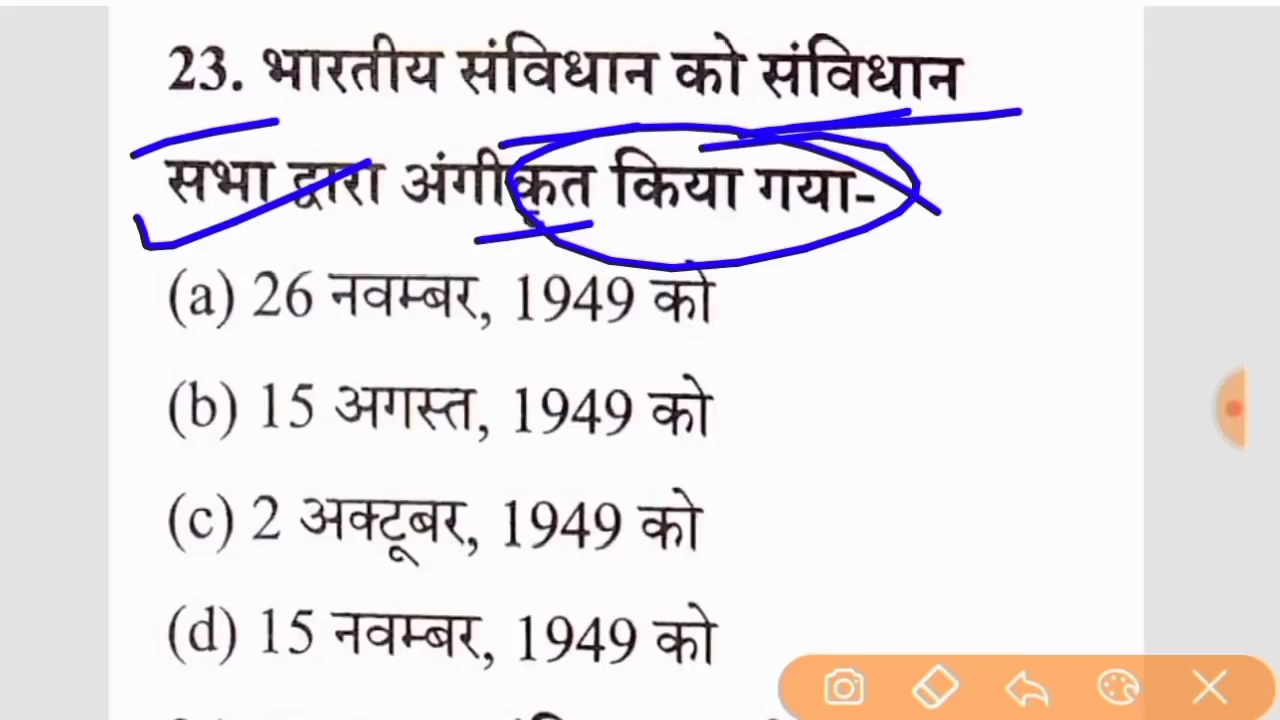 23. भारतीय संविधान को संविधान
सभा द्वारा अंगीकृत किया गया-
(a) 26 नवम्बर, 1949 को
(b) 15 अगस्त, 1949 को
(c) 2 अक्टूबर, 1949 को
(d) 15 नवम्बर, 1949 को